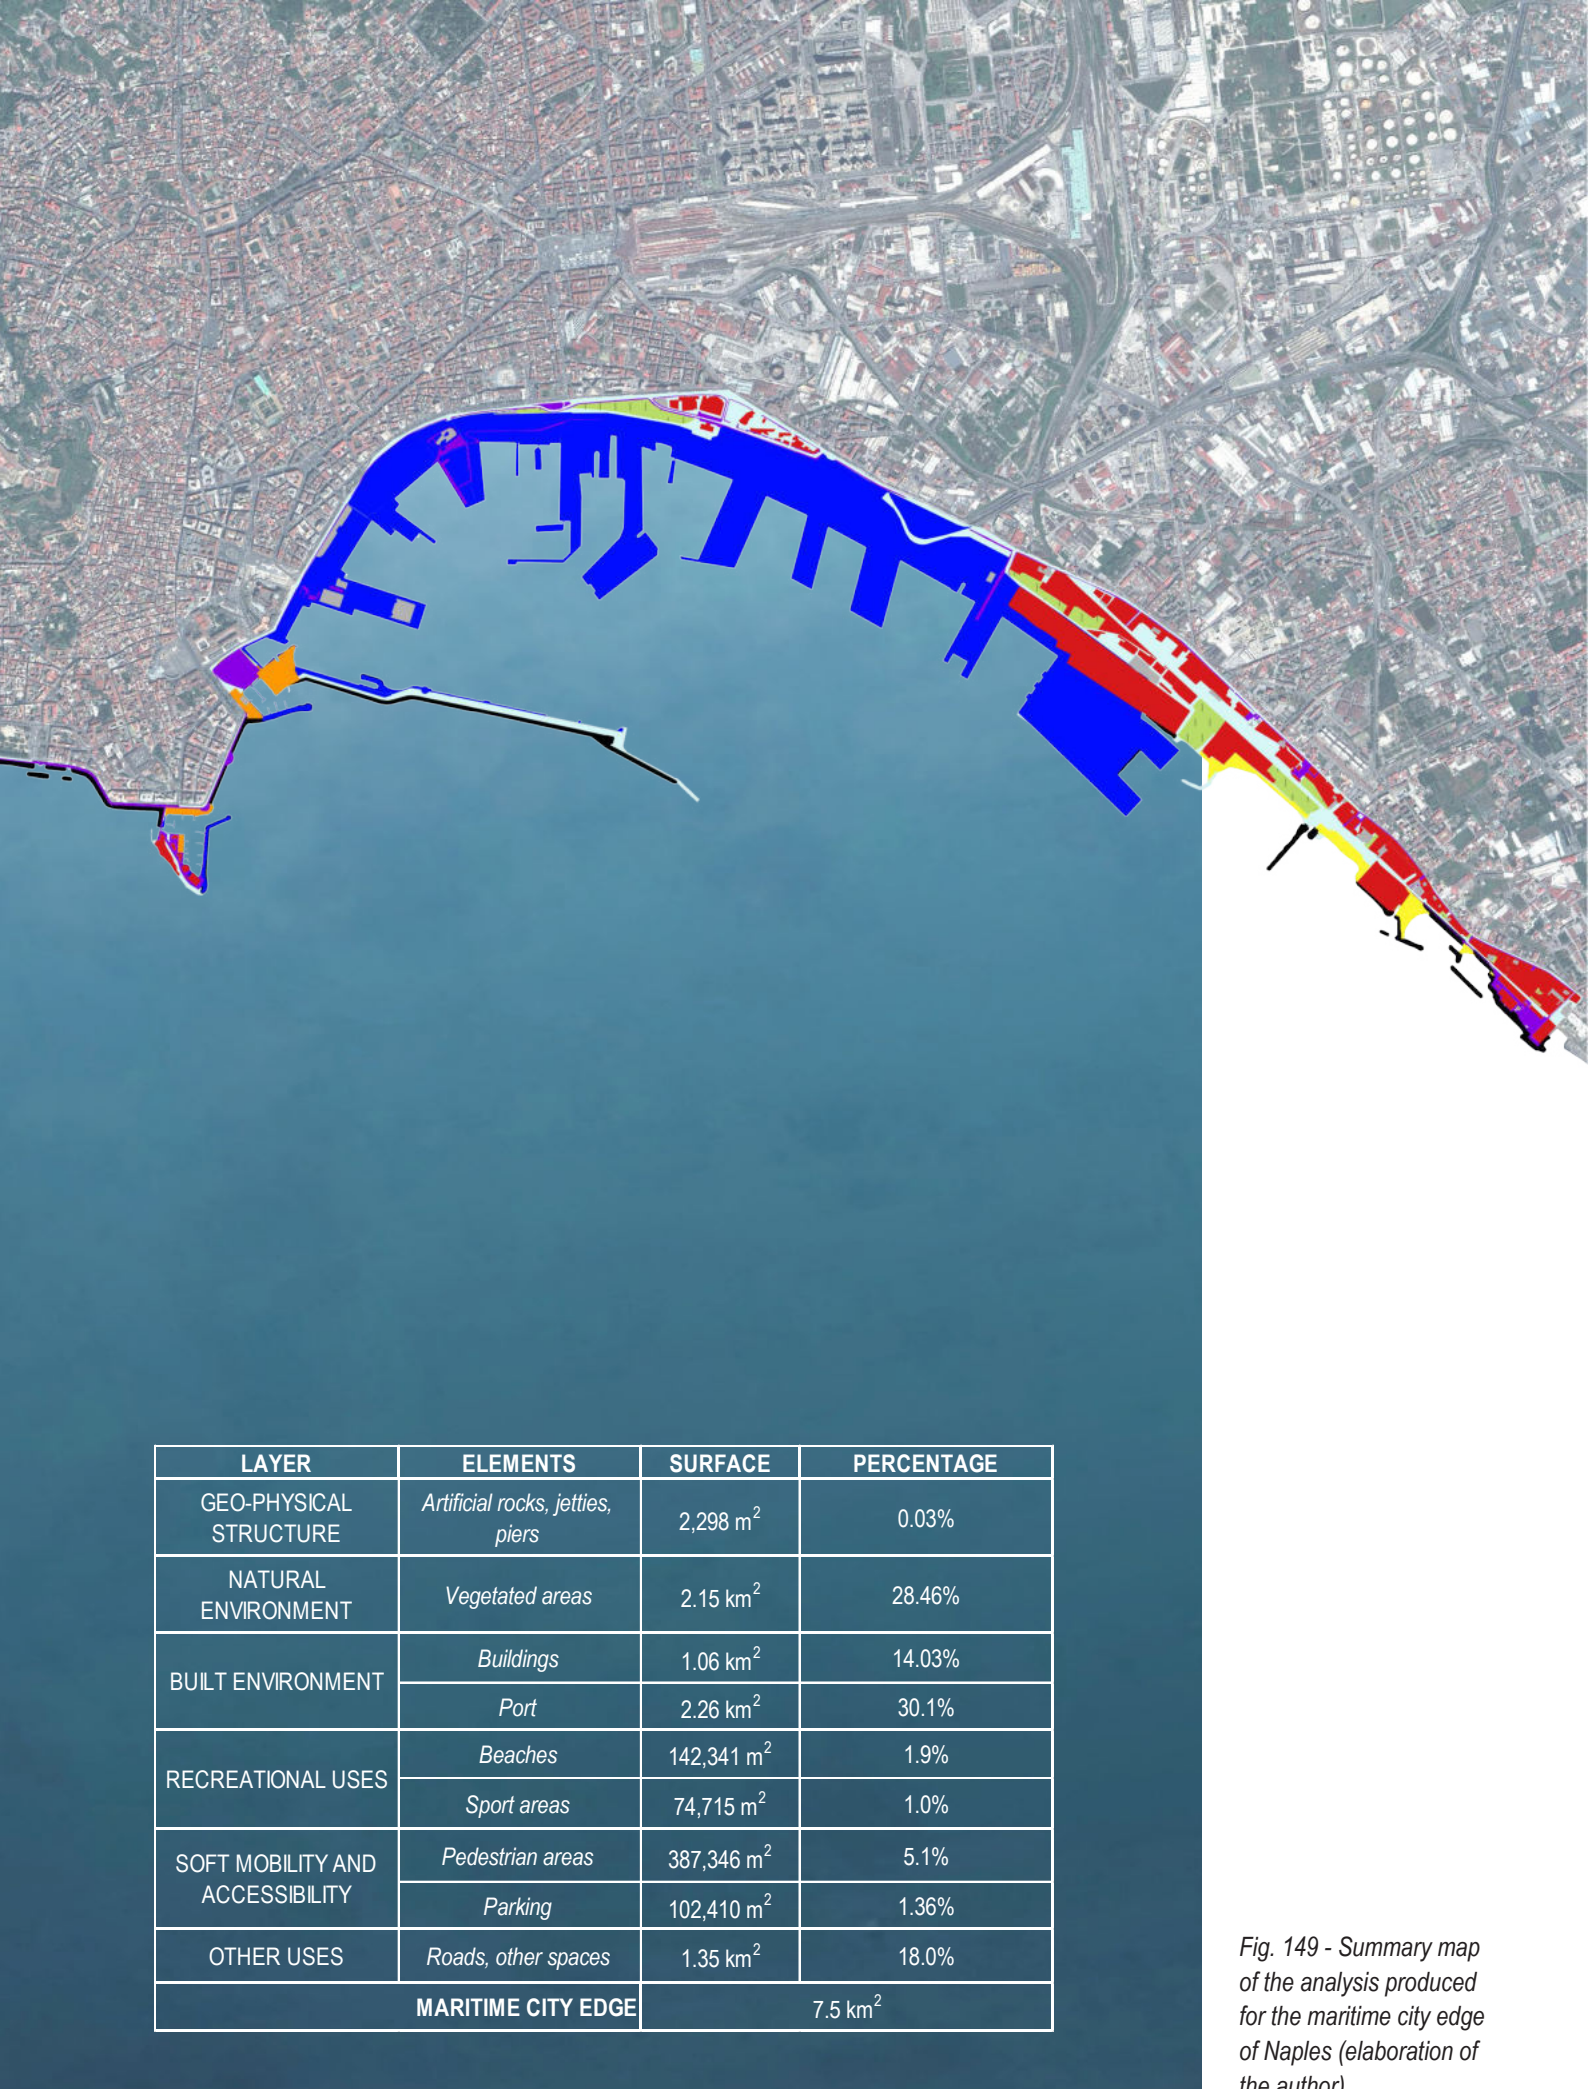 LAYER ELEMENTS SURFACE PERCENTAGE
GEO-PHYSICAL STRUCTURE Artificial rocks, jetties, piers 2,298 m² 0.03%
NATURAL ENVIRONMENT Vegetated areas 2.15 km² 28.46%
BUILT ENVIRONMENT Buildings 1.06 km² 14.03%
Port 2.26 km² 30.1%
RECREATIONAL USES Beaches 142,341 m² 1.9%
Sport areas 74,715 m² 1.0%
SOFT MOBILITY AND ACCESSIBILITY Pedestrian areas 387,346 m² 5.1%
Parking 102,410 m² 1.36%
OTHER USES Roads, other spaces 1.35 km² 18.0%
MARITIME CITY EDGE 7.5 km²
Fig. 149 - Summary map
of the analysis produced
for the maritime city edge
of Naples (elaboration of
the author)